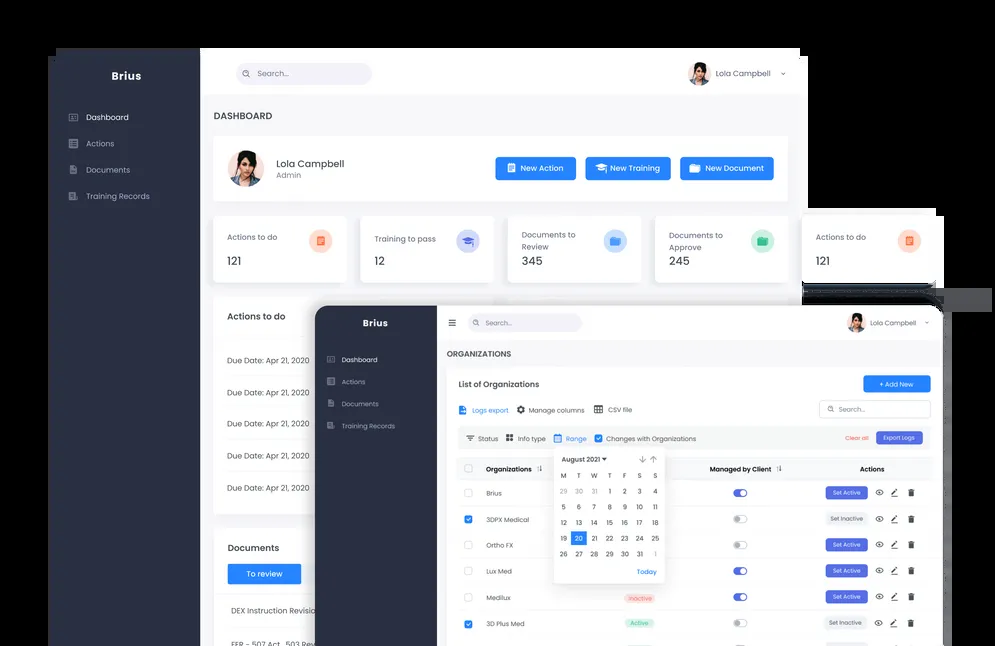 Brius
Search...
Lola Campbell
Dashboard
Actions
Documents
Training Records
DASHBOARD
Lola Campbell
Admin
New Action
New Training
New Document
Actions to do
121
Training to pass
12
Documents to
Review
345
Documents to
Approve
245
Actions to do
121
Actions to do
Due Date: Apr 21, 2020
Due Date: Apr 21, 2020
Due Date: Apr 21, 2020
Due Date: Apr 21, 2020
Due Date: Apr 21, 2020
Documents
To review
DEX Instruction Revisio
Brius
Dashboard
Actions
Documents
Training Records
Search...
Lola Campbell
ORGANIZATIONS
List of Organizations
+ Add New
Logs export Manage columns CSV file
Search...
Status Info type Range Changes with Organizations
Clear all Export Logs
August 2021
M T W T F S S
29 30 31 1 2 3 4
5 6 7 8 9 10 11
12 13 14 15 16 17 18
19 20 21 22 23 24 25
26 27 28 29 30 31 1
Today
Organizations Managed by Client Actions
Brius Set Active
3DPX Medical Set Inactive
Ortho FX Set Active
Lux Med Set Active
Medilux Inactive Set Active
3D Plus Med Active Set Inactive